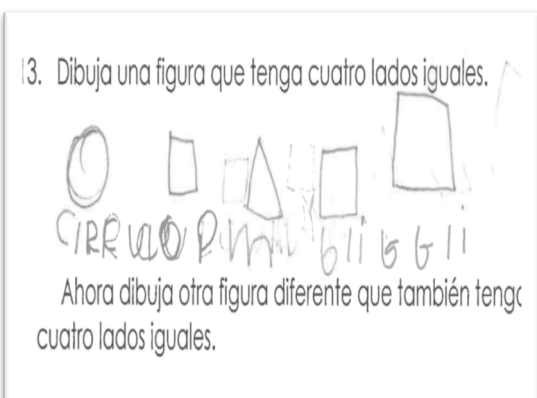 13. Dibuja una figura que tenga cuatro lados iguales.
CIRRULO
Ahora dibuja otra figura diferente que también tenga
cuatro lados iguales.